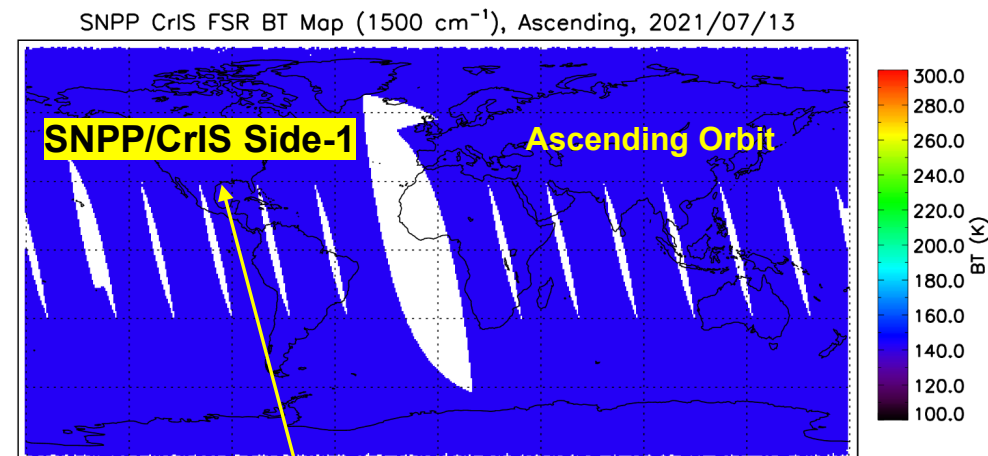 SNPP CrIS FSR BT Map (1500 cm⁻¹), Ascending, 2021/07/13
SNPP/CrIS Side-1
Ascending Orbit
300.0
280.0
260.0
240.0
220.0
200.0
180.0
160.0
140.0
120.0
100.0
BT (K)